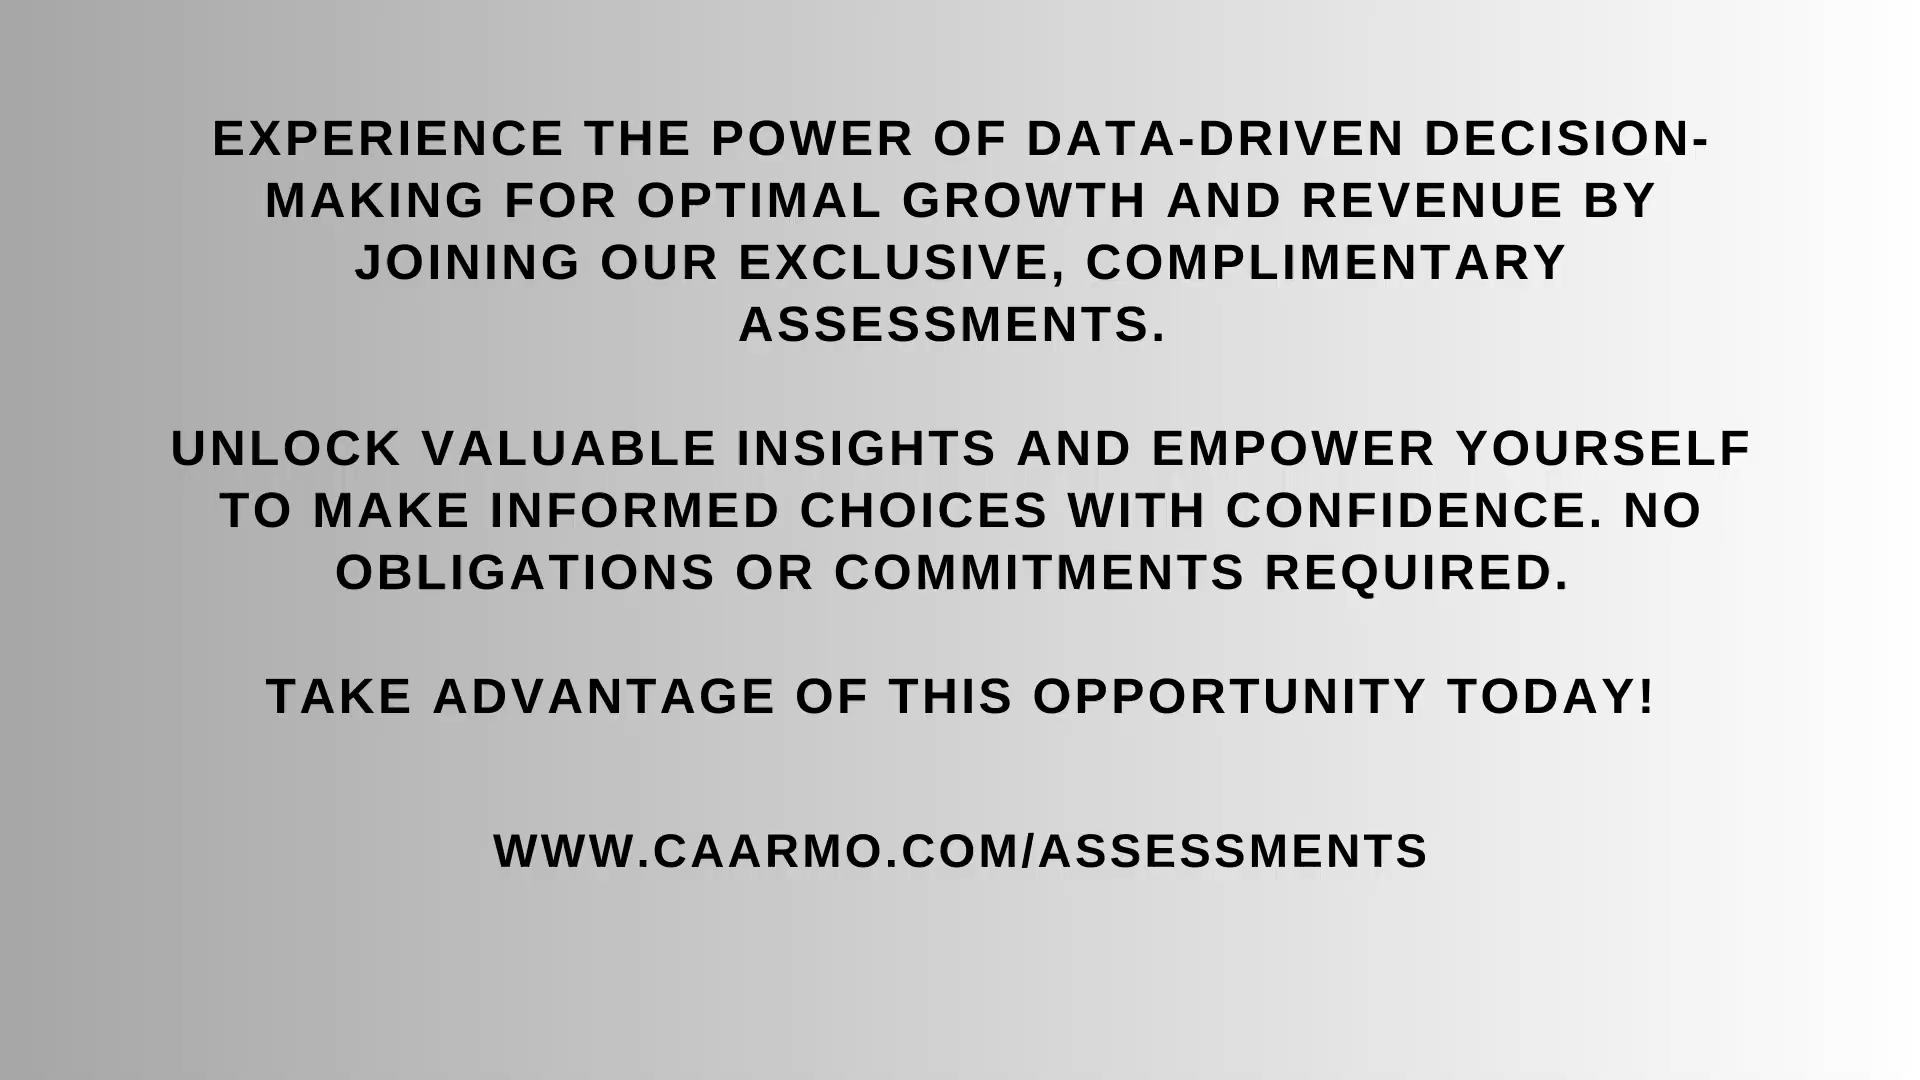 EXPERIENCE THE POWER OF DATA-DRIVEN DECISION-
MAKING FOR OPTIMAL GROWTH AND REVENUE BY
JOINING OUR EXCLUSIVE, COMPLIMENTARY
ASSESSMENTS.
UNLOCK VALUABLE INSIGHTS AND EMPOWER YOURSELF
TO MAKE INFORMED CHOICES WITH CONFIDENCE. NO
OBLIGATIONS OR COMMITMENTS REQUIRED.
TAKE ADVANTAGE OF THIS OPPORTUNITY TODAY!
WWW.CAARMO.COM/ASSESSMENTS